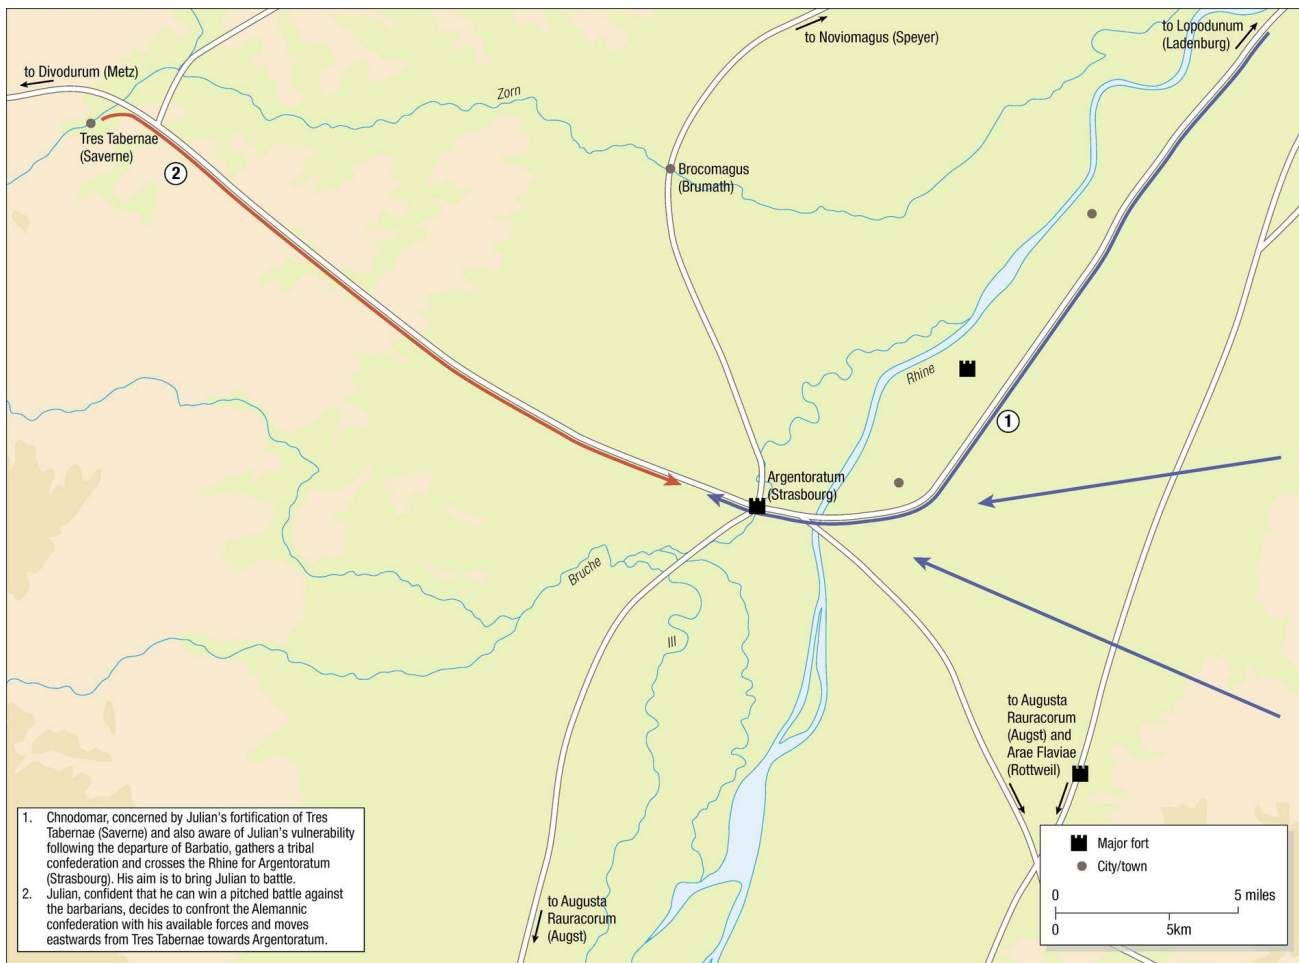 to Noviomagus (Speyer)
to Lopodunum
(Ladenburg)
to Divodurum (Metz)
Zorn
Tres Tabernae
(Saverne)
2
Brocomagus
(Brumath)
Rhine
1
Argentoratum
(Strasbourg)
Bruche
Ill
to Augusta
Rauracorum
(Augst) and
Arae Flaviae
(Rottweil)
to Augusta
Rauracorum
(Augst)
1. Chnodomar, concerned by Julian's fortification of Tres
Tabernae (Saverne) and also aware of Julian's vulnerability
following the departure of Barbatio, gathers a tribal
confederation and crosses the Rhine for Argentoratum
(Strasbourg). His aim is to bring Julian to battle.
2. Julian, confident that he can win a pitched battle against
the barbarians, decides to confront the Alemannic
confederation with his available forces and moves
eastwards from Tres Tabernae towards Argentoratum.
Major fort
City/town
0 5 miles
0 5km